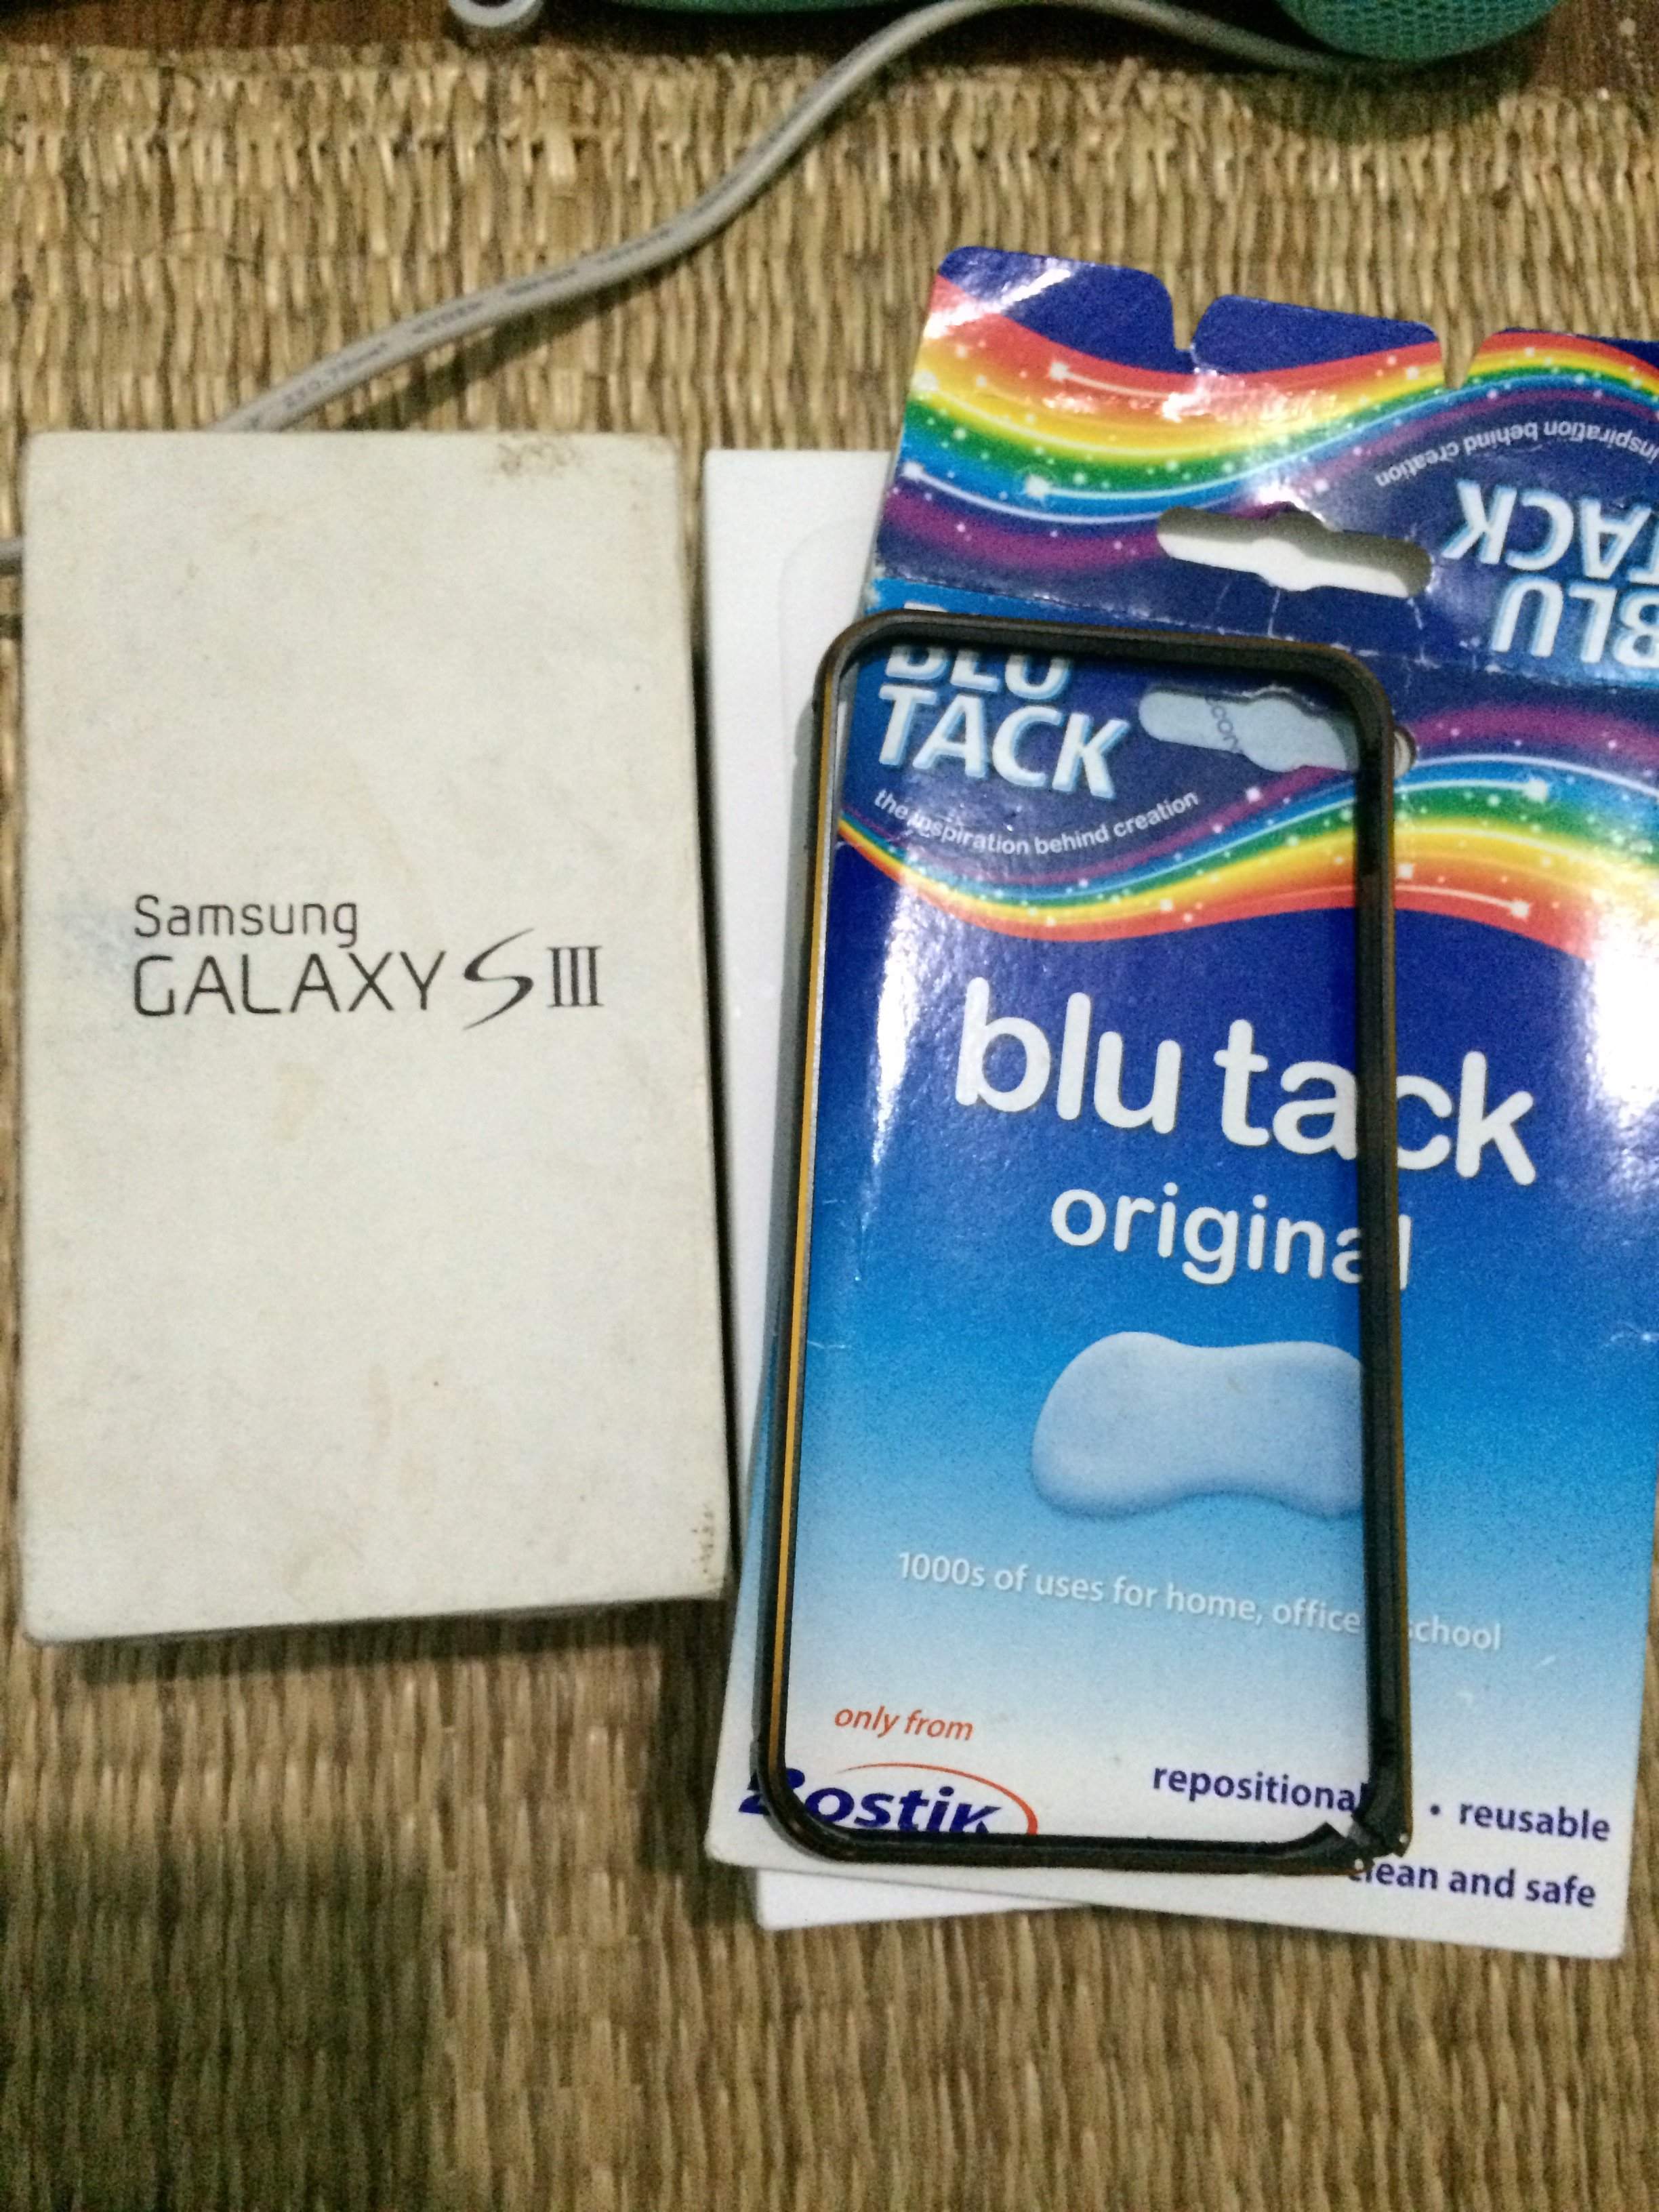 Samsung
GALAXY S III
inspiration behind creation
BLU
TACK
BLU
TACK
the inspiration behind creation
blu tack
original
1000s of uses for home, office school
only from
Bostik
repositional • reusable
clean and safe